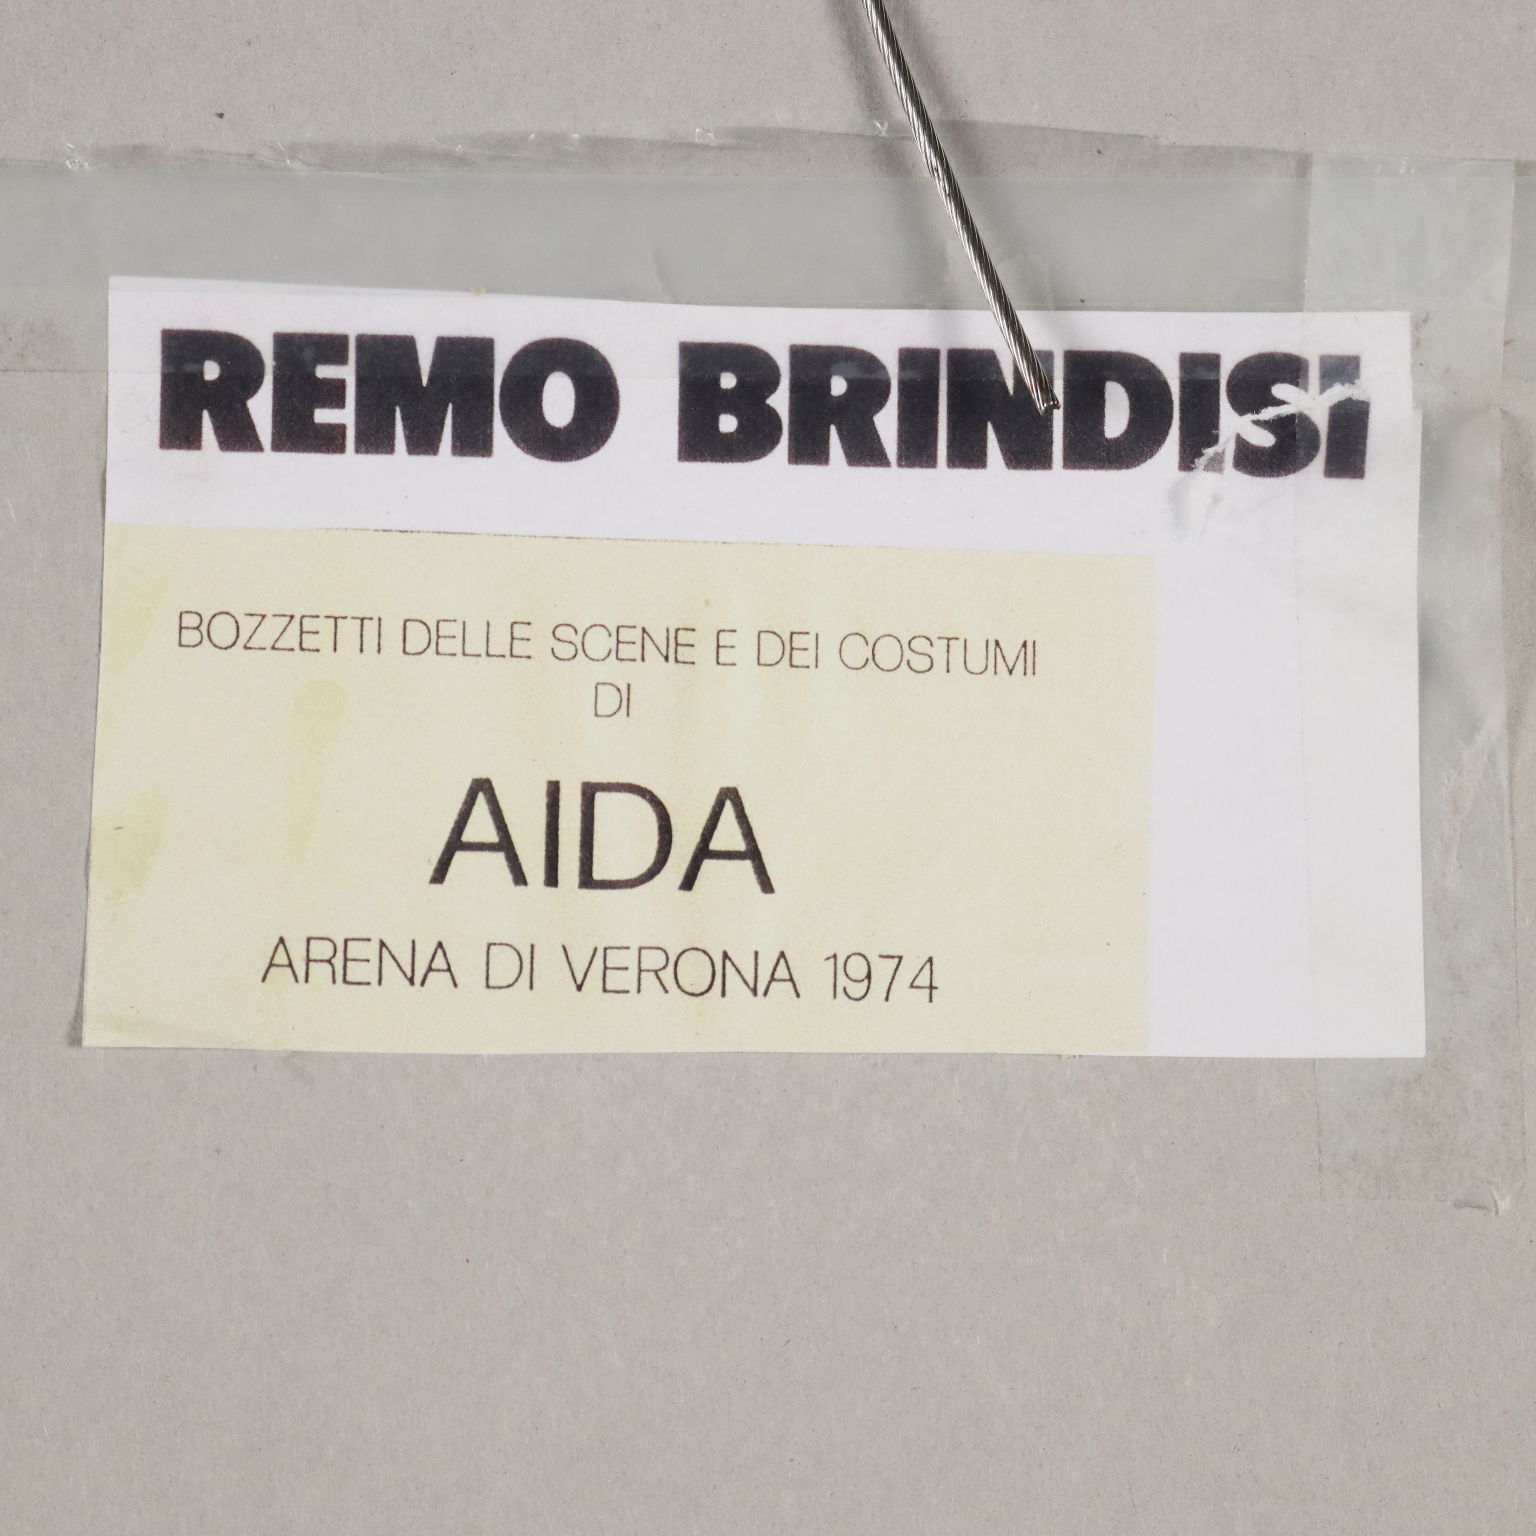 REMO BRINDISI
BOZZETTI DELLE SCENE E DEI COSTUMI
DI
AIDA
ARENA DI VERONA 1974